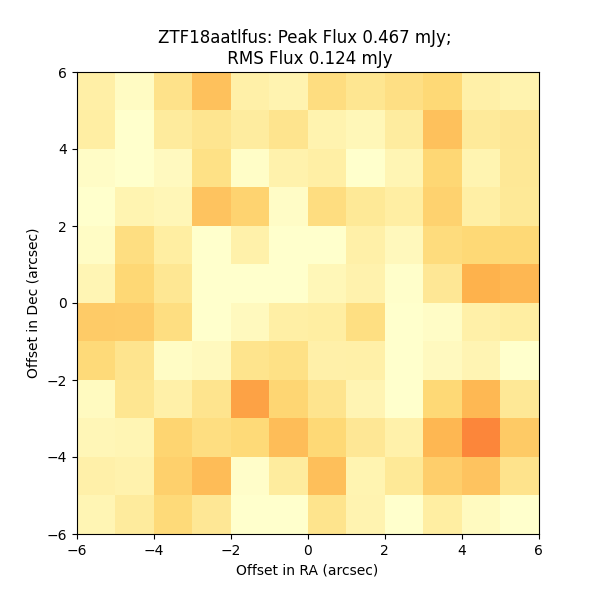 ZTF18aatlfus: Peak Flux 0.467 mJy;
RMS Flux 0.124 mJy
6
4
2
0
−2
−4
−6
Offset in Dec (arcsec)
−6 −4 −2 0 2 4 6
Offset in RA (arcsec)